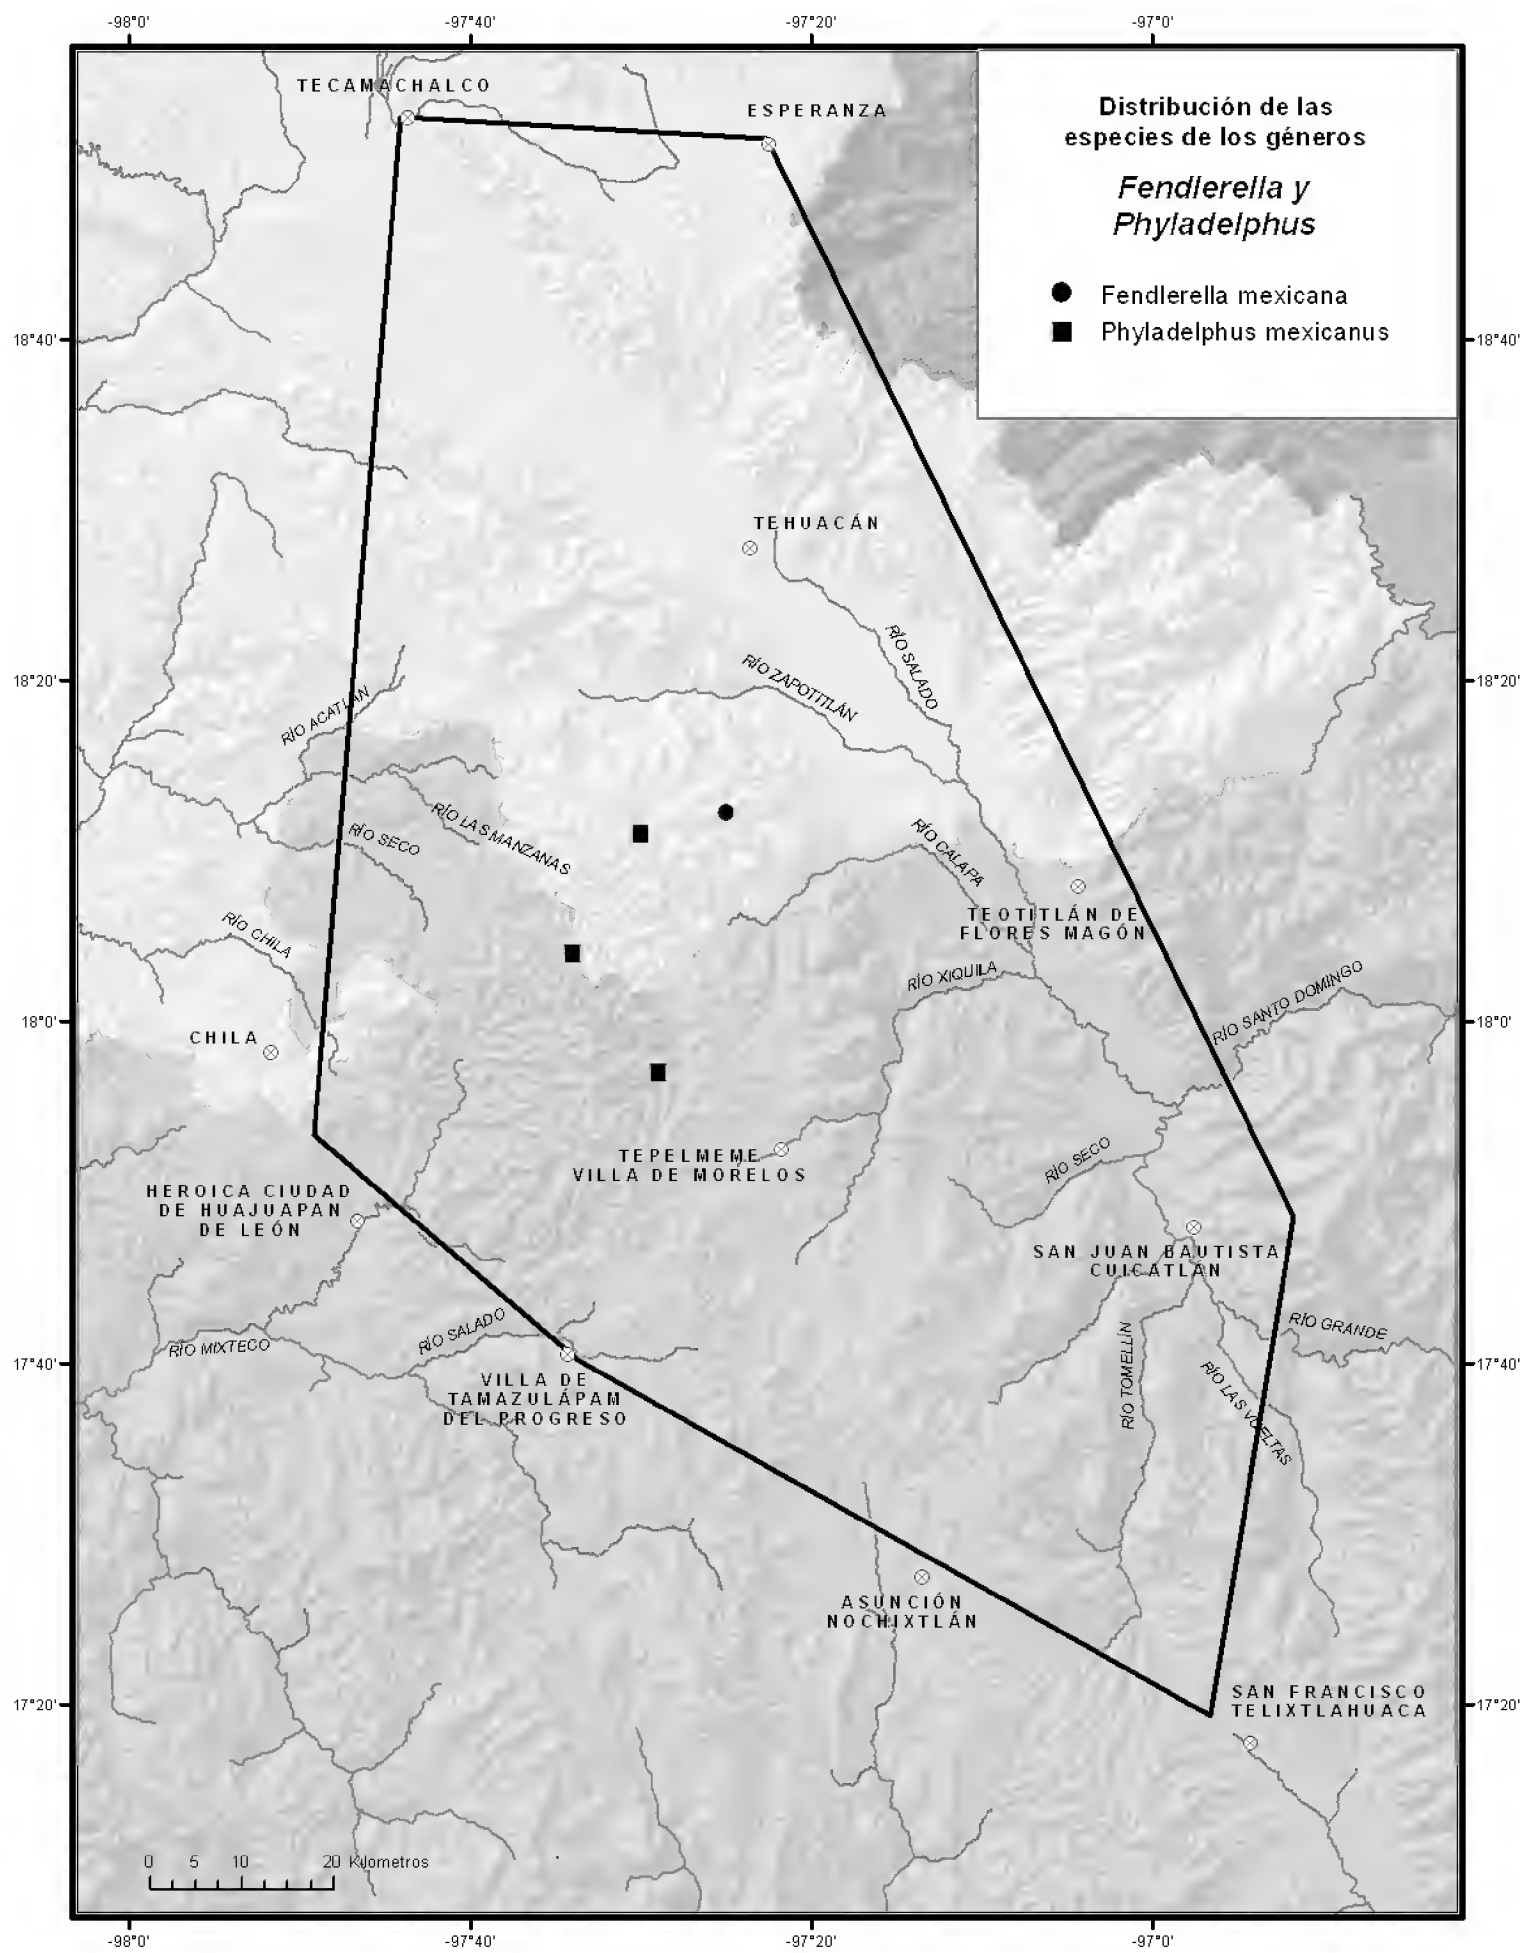 -98°0'
-97°40'
-97°20'
-97°0'
TECAMACHALCO
ESPERANZA
Distribución de las
especies de los géneros
Fendlerella y
Phyladelphus
Fendlerella mexicana
Phyladelphus mexicanus
18°40'
18°40'
TEHUACÁN
RÍO SALADO
RÍO ZAPOTITLÁN
18°20'
18°20'
RÍO ACATLÁN
RÍO LAS MANZANAS
RÍO SECO
RÍO CALAPA
TEOTITLÁN DE
FLORES MAGÓN
RÍO CHILA
RÍO XIQUILA
RÍO SANTO DOMINGO
18°0'
18°0'
CHILA
TEPELMEME
VILLA DE MORELOS
RÍO SECO
HEROICA CIUDAD
DE HUAJUAPAN
DE LEÓN
SAN JUAN BAUTISTA
CUICATLÁN
RÍO GRANDE
RÍO SALADO
RÍO MIXTECO
17°40'
17°40'
RÍO TOMELLÍN
RÍO LAS VUELTAS
VILLA DE
TAMAZULÁPAM
DEL PROGRESO
ASUNCIÓN
NOCHIXTLÁN
SAN FRANCISCO
TELIXTLAHUACA
17°20'
17°20'
0 5 10 20 Kilometros
-98°0'
-97°40'
-97°20'
-97°0'